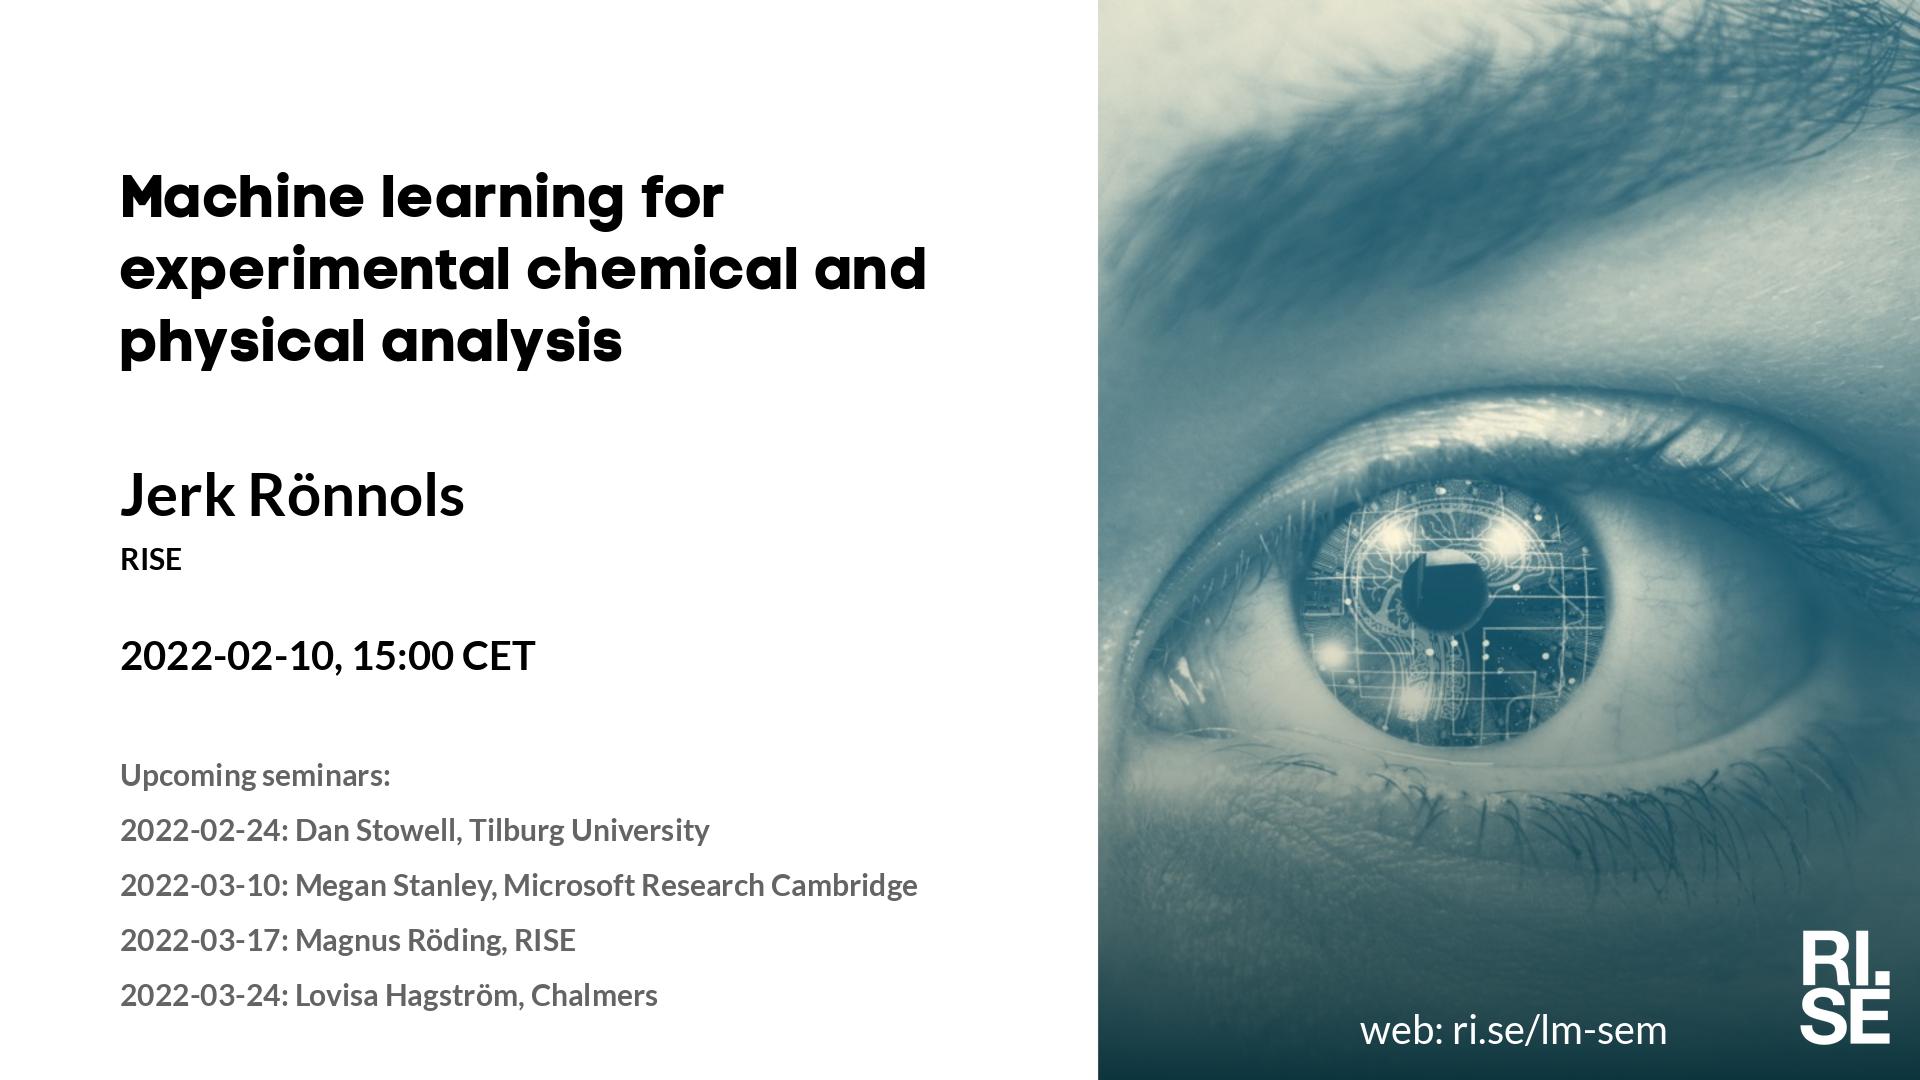 Machine learning for
experimental chemical and
physical analysis
Jerk Rönnols
RISE
2022-02-10, 15:00 CET
Upcoming seminars:
2022-02-24: Dan Stowell, Tilburg University
2022-03-10: Megan Stanley, Microsoft Research Cambridge
2022-03-17: Magnus Röding, RISE
2022-03-24: Lovisa Hagström, Chalmers
web: ri.se/lm-sem
RI.
SE